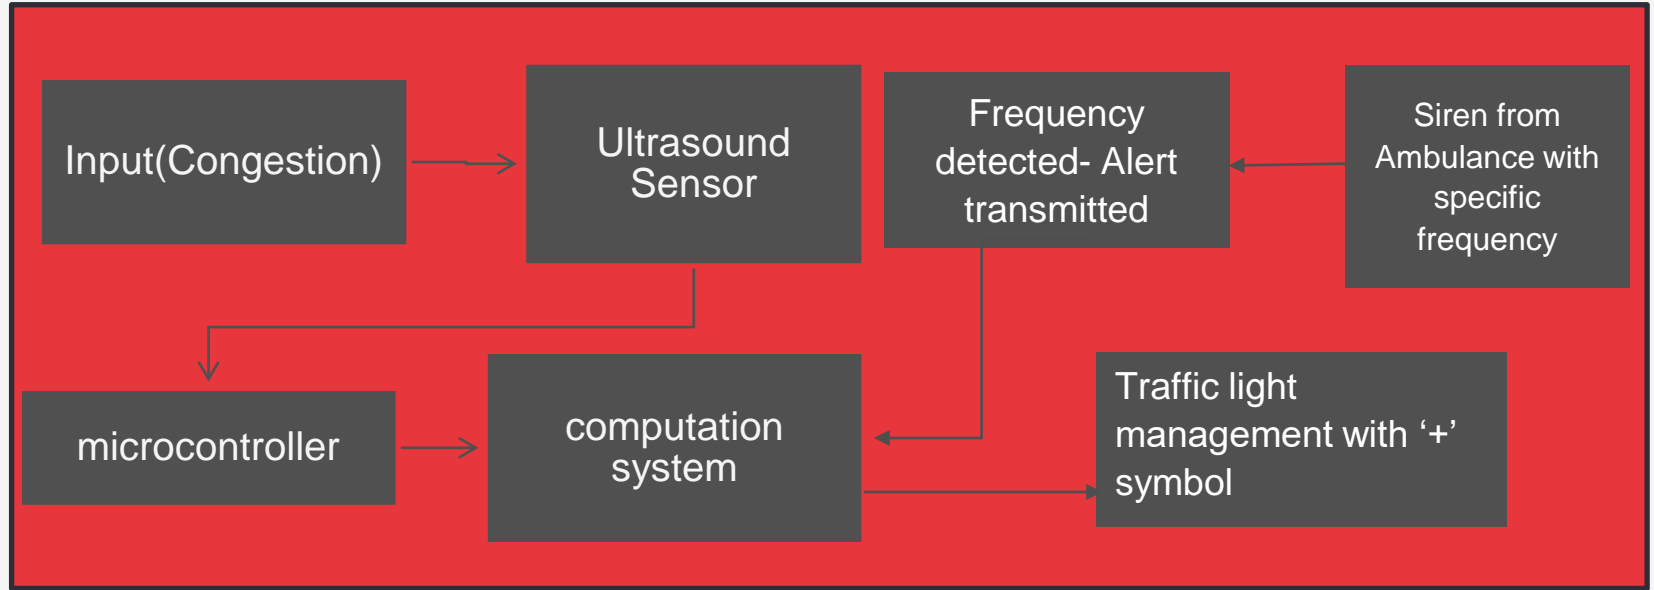 Input(Congestion)
Ultrasound
Sensor
Frequency
detected- Alert
transmitted
Siren from
Ambulance with
specific
frequency
microcontroller
computation
system
Traffic light
management with ‘+’
symbol